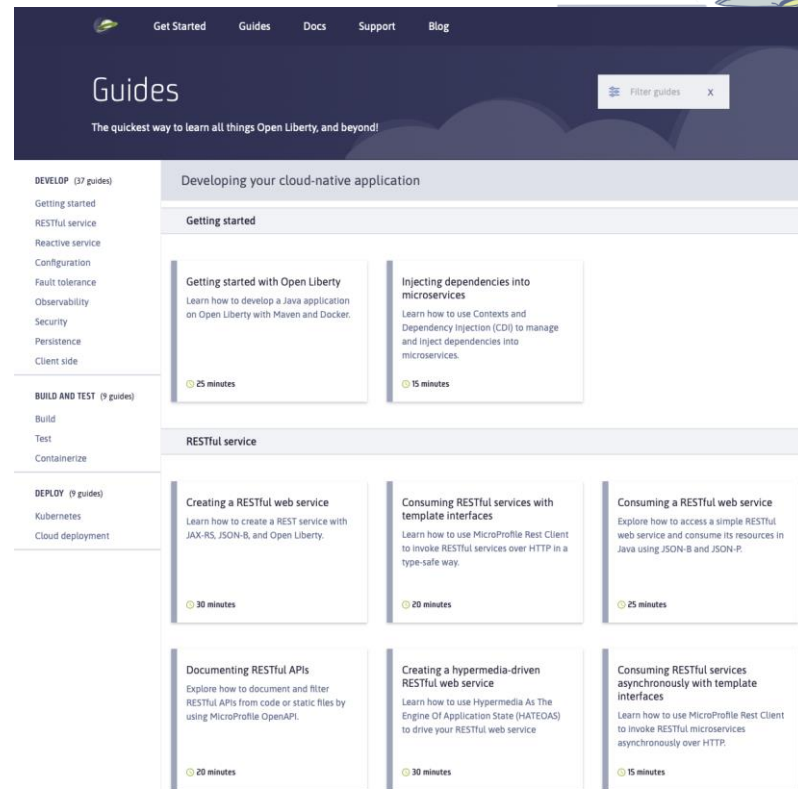 Get Started Guides Docs Support Blog
Guides
Filter guides X
The quickest way to learn all things Open Liberty, and beyond!
DEVELOP (37 guides)
Getting started
RESTful service
Reactive service
Configuration
Fault tolerance
Observability
Security
Persistence
Client side
BUILD AND TEST (9 guides)
Build
Test
Containerize
DEPLOY (9 guides)
Kubernetes
Cloud deployment
Developing your cloud-native application
Getting started
Getting started with Open Liberty
Learn how to develop a Java application
on Open Liberty with Maven and Docker.
25 minutes
Injecting dependencies into
microservices
Learn how to use Contexts and
Dependency Injection (CDI) to manage
and inject dependencies into
microservices.
15 minutes
RESTful service
Creating a RESTful web service
Learn how to create a REST service with
JAX-RS, JSON-B, and Open Liberty.
30 minutes
Consuming RESTful services with
template interfaces
Learn how to use MicroProfile Rest Client
to invoke RESTful services over HTTP in a
type-safe way.
20 minutes
Consuming a RESTful web service
Explore how to access a simple RESTful
web service and consume its resources in
Java using JSON-B and JSON-P.
25 minutes
Documenting RESTful APIs
Explore how to document and filter
RESTful APIs from code or static files by
using MicroProfile OpenAPI.
20 minutes
Creating a hypermedia-driven
RESTful web service
Learn how to use Hypermedia As The
Engine Of Application State (HATEOAS)
to drive your RESTful web service
30 minutes
Consuming RESTful services
asynchronously with template
interfaces
Learn how to use MicroProfile Rest Client
to invoke RESTful microservices
asynchronously over HTTP.
15 minutes